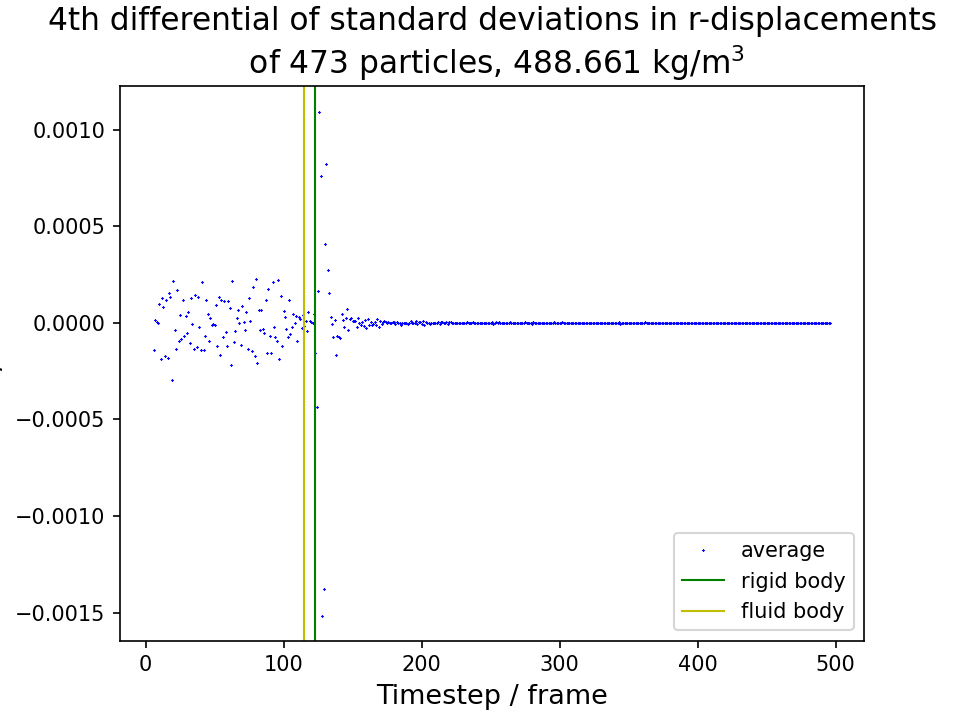 4th differential of standard deviations in r-displacements
of 473 particles, 488.661 kg/m³
0.0010
0.0005
0.0000
−0.0005
−0.0010
−0.0015
average
rigid body
fluid body
0 100 200 300 400 500
Timestep / frame